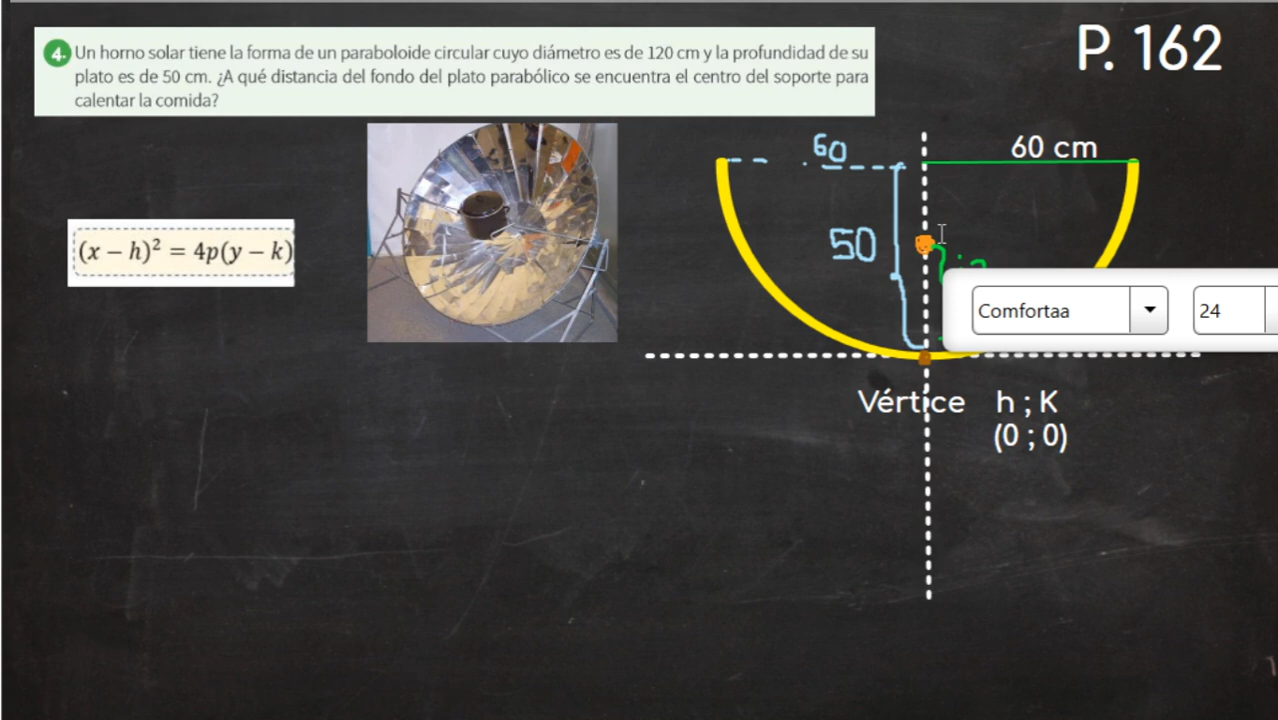 P. 162
4. Un horno solar tiene la forma de un paraboloide circular cuyo diámetro es de 120 cm y la profundidad de su
plato es de 50 cm. ¿A qué distancia del fondo del plato parabólico se encuentra el centro del soporte para
calentar la comida?
60
60 cm
(x – h)² = 4p(y – k)
50
Comfortaa
24
Vértice h ; K
(0 ; 0)